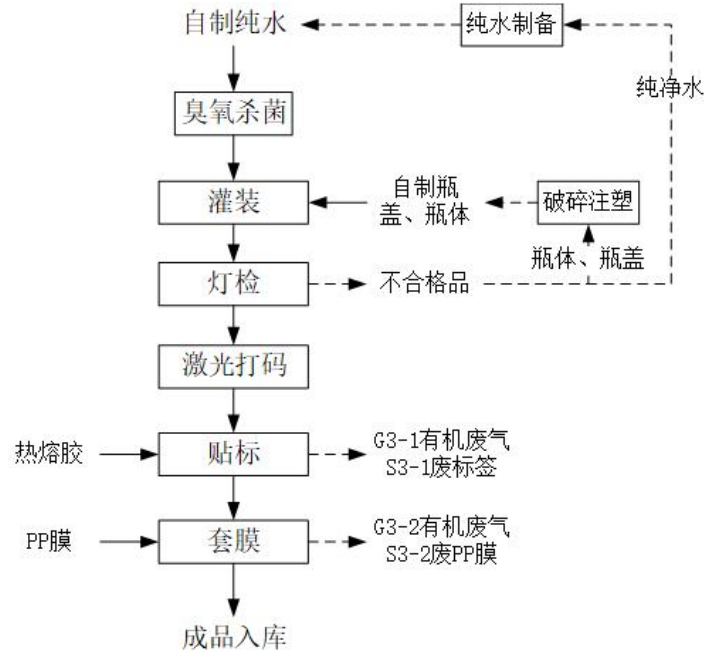 自制纯水
纯水制备
纯净水
臭氧杀菌
灌装
自制瓶
盖、瓶体
破碎注塑
瓶体、瓶盖
灯检
不合格品
激光打码
热熔胶
贴标
G3-1有机废气
S3-1废标签
PP膜
套膜
G3-2有机废气
S3-2废PP膜
成品入库